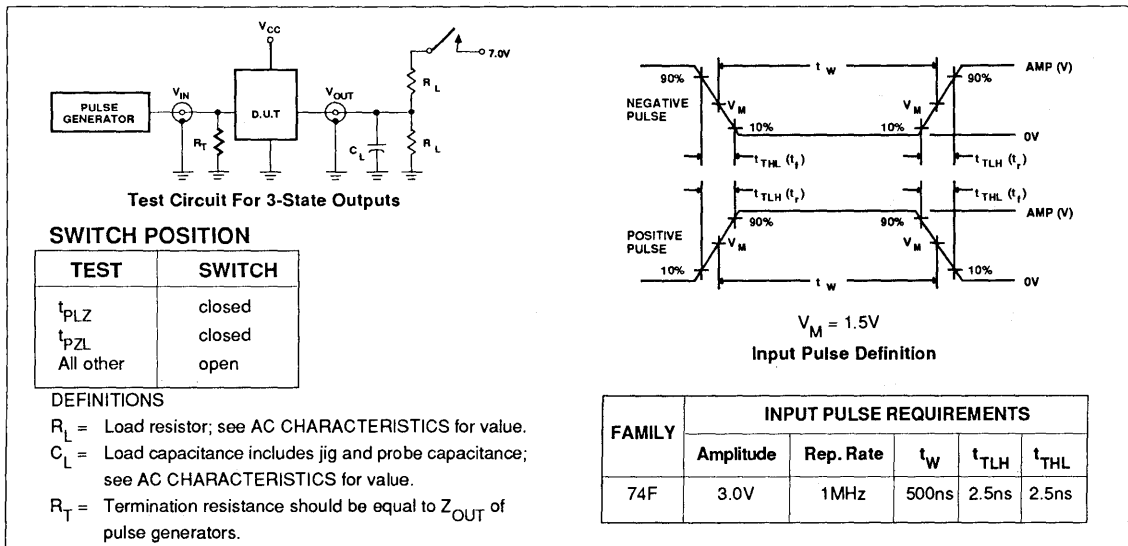 VCC
7.0V
RL
VIN
VOUT
PULSE
GENERATOR
D.U.T
RT
CL
RL
Test Circuit For 3-State Outputs
SWITCH POSITION
TEST SWITCH
tPLZ closed
tPZL closed
All other open
DEFINITIONS
RL = Load resistor; see AC CHARACTERISTICS for value.
CL = Load capacitance includes jig and probe capacitance;
see AC CHARACTERISTICS for value.
RT = Termination resistance should be equal to ZOUT of
pulse generators.
tW AMP (V)
90% 90%
NEGATIVE
PULSE
VM VM
10% 10%
0V
tTHL (tf) tTLH (tr)
tTLH (tr) tTHL (tf)
AMP (V)
90% 90%
POSITIVE
PULSE
VM VM
10% 10%
tW 0V
VM = 1.5V
Input Pulse Definition
FAMILY INPUT PULSE REQUIREMENTS
Amplitude Rep. Rate tW tTLH tTHL
74F 3.0V 1MHz 500ns 2.5ns 2.5ns